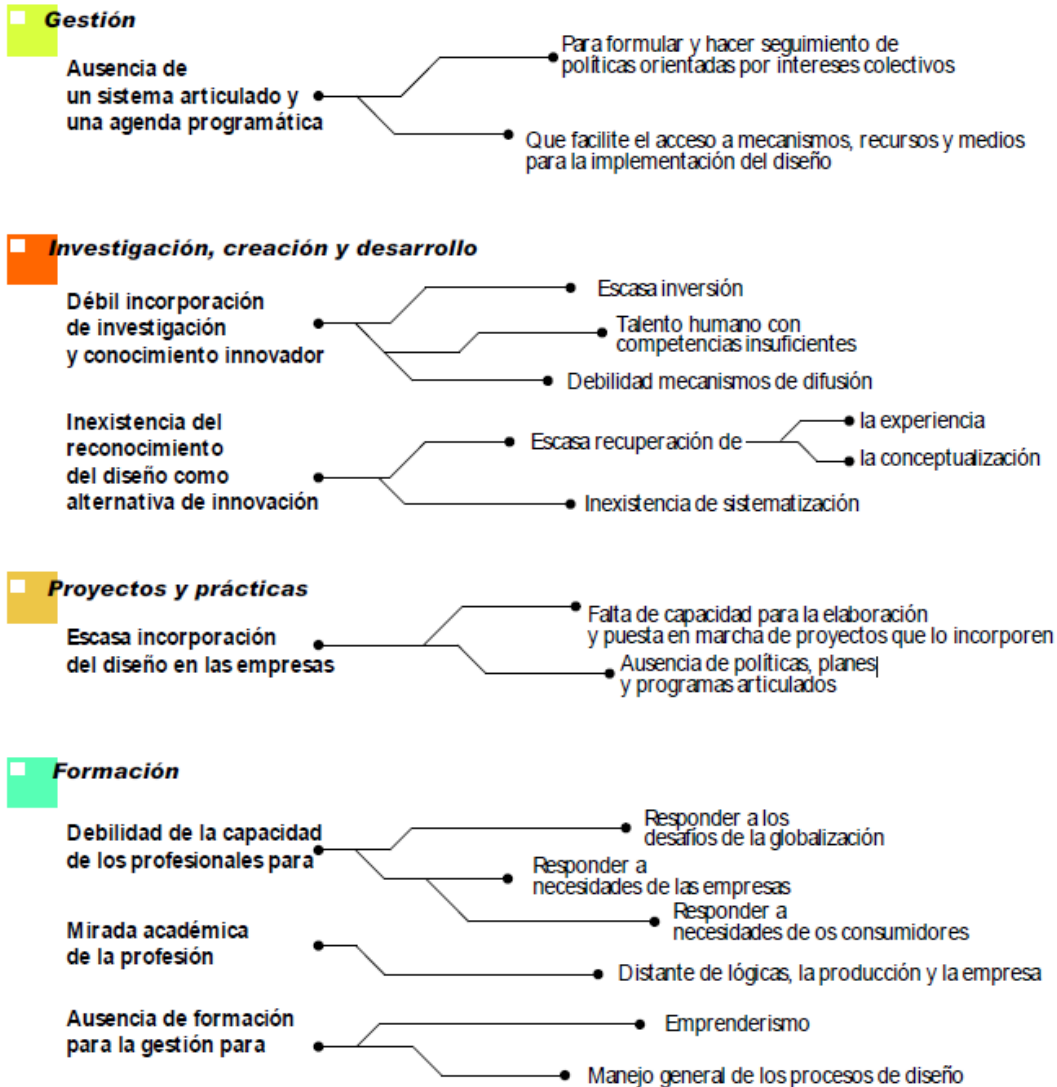 Gestión
Ausencia de
un sistema articulado y
una agenda programática
Para formular y hacer seguimiento de
políticas orientadas por intereses colectivos
Que facilite el acceso a mecanismos, recursos y medios
para la implementación del diseño
Investigación, creación y desarrollo
Débil incorporación
de investigación
y conocimiento innovador
Escasa inversión
Talento humano con
competencias insuficientes
Debilidad mecanismos de difusión
Inexistencia del
reconocimiento
del diseño como
alternativa de innovación
Escasa recuperación de
la experiencia
la conceptualización
Inexistencia de sistematización
Proyectos y prácticas
Escasa incorporación
del diseño en las empresas
Falta de capacidad para la elaboración
y puesta en marcha de proyectos que lo incorporen
Ausencia de políticas, planes
y programas articulados
Formación
Debilidad de la capacidad
de los profesionales para
Responder a los
desafíos de la globalización
Responder a
necesidades de las empresas
Responder a
necesidades de os consumidores
Mirada académica
de la profesión
Distante de lógicas, la producción y la empresa
Ausencia de formación
para la gestión para
Emprenderismo
Manejo general de los procesos de diseño